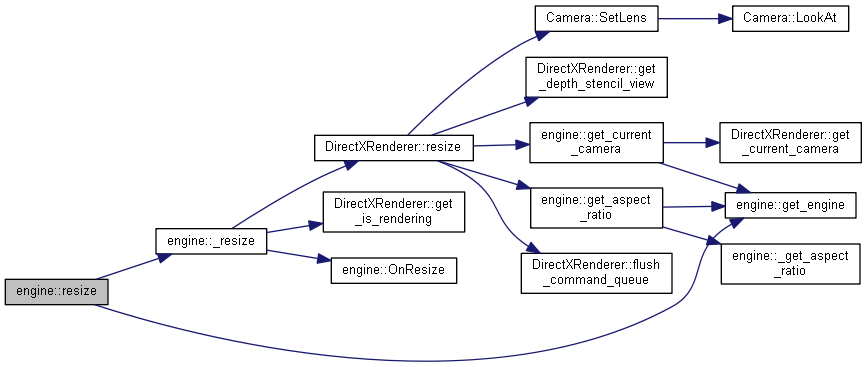 Camera::SetLens
Camera::LookAt
DirectXRenderer::get
_depth_stencil_view
engine::get_current
_camera
DirectXRenderer::get
_current_camera
DirectXRenderer::resize
engine::get_aspect
_ratio
engine::get_engine
DirectXRenderer::get
_is_rendering
engine::_resize
engine::OnResize
DirectXRenderer::flush
_command_queue
engine::_get_aspect
_ratio
engine::resize